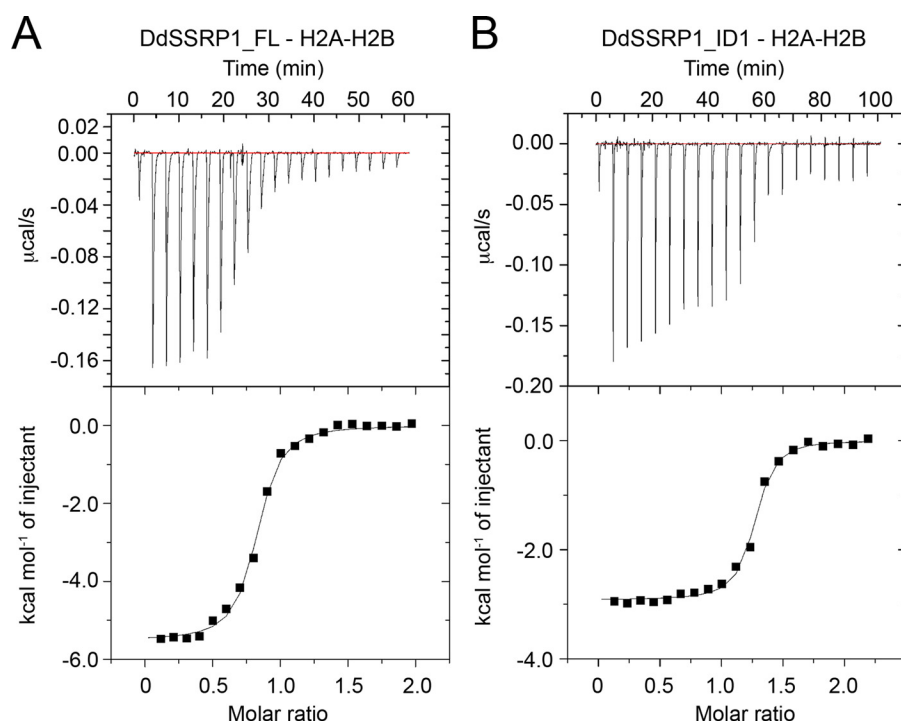 A
DdSSRP1_FL - H2A-H2B
Time (min)
0 10 20 30 40 50 60
0.02
0.00
-0.04
-0.08
-0.12
-0.16
μcal/s
0.0
-2.0
-4.0
-6.0
kcal mol⁻¹ of injectant
0 0.5 1.0 1.5 2.0
Molar ratio
B
DdSSRP1_ID1 - H2A-H2B
Time (min)
0 20 40 60 80 100
0.00
-0.05
-0.10
-0.15
-0.20
μcal/s
0.0
-2.0
-4.0
kcal mol⁻¹ of injectant
0 0.5 1.0 1.5 2.0
Molar ratio